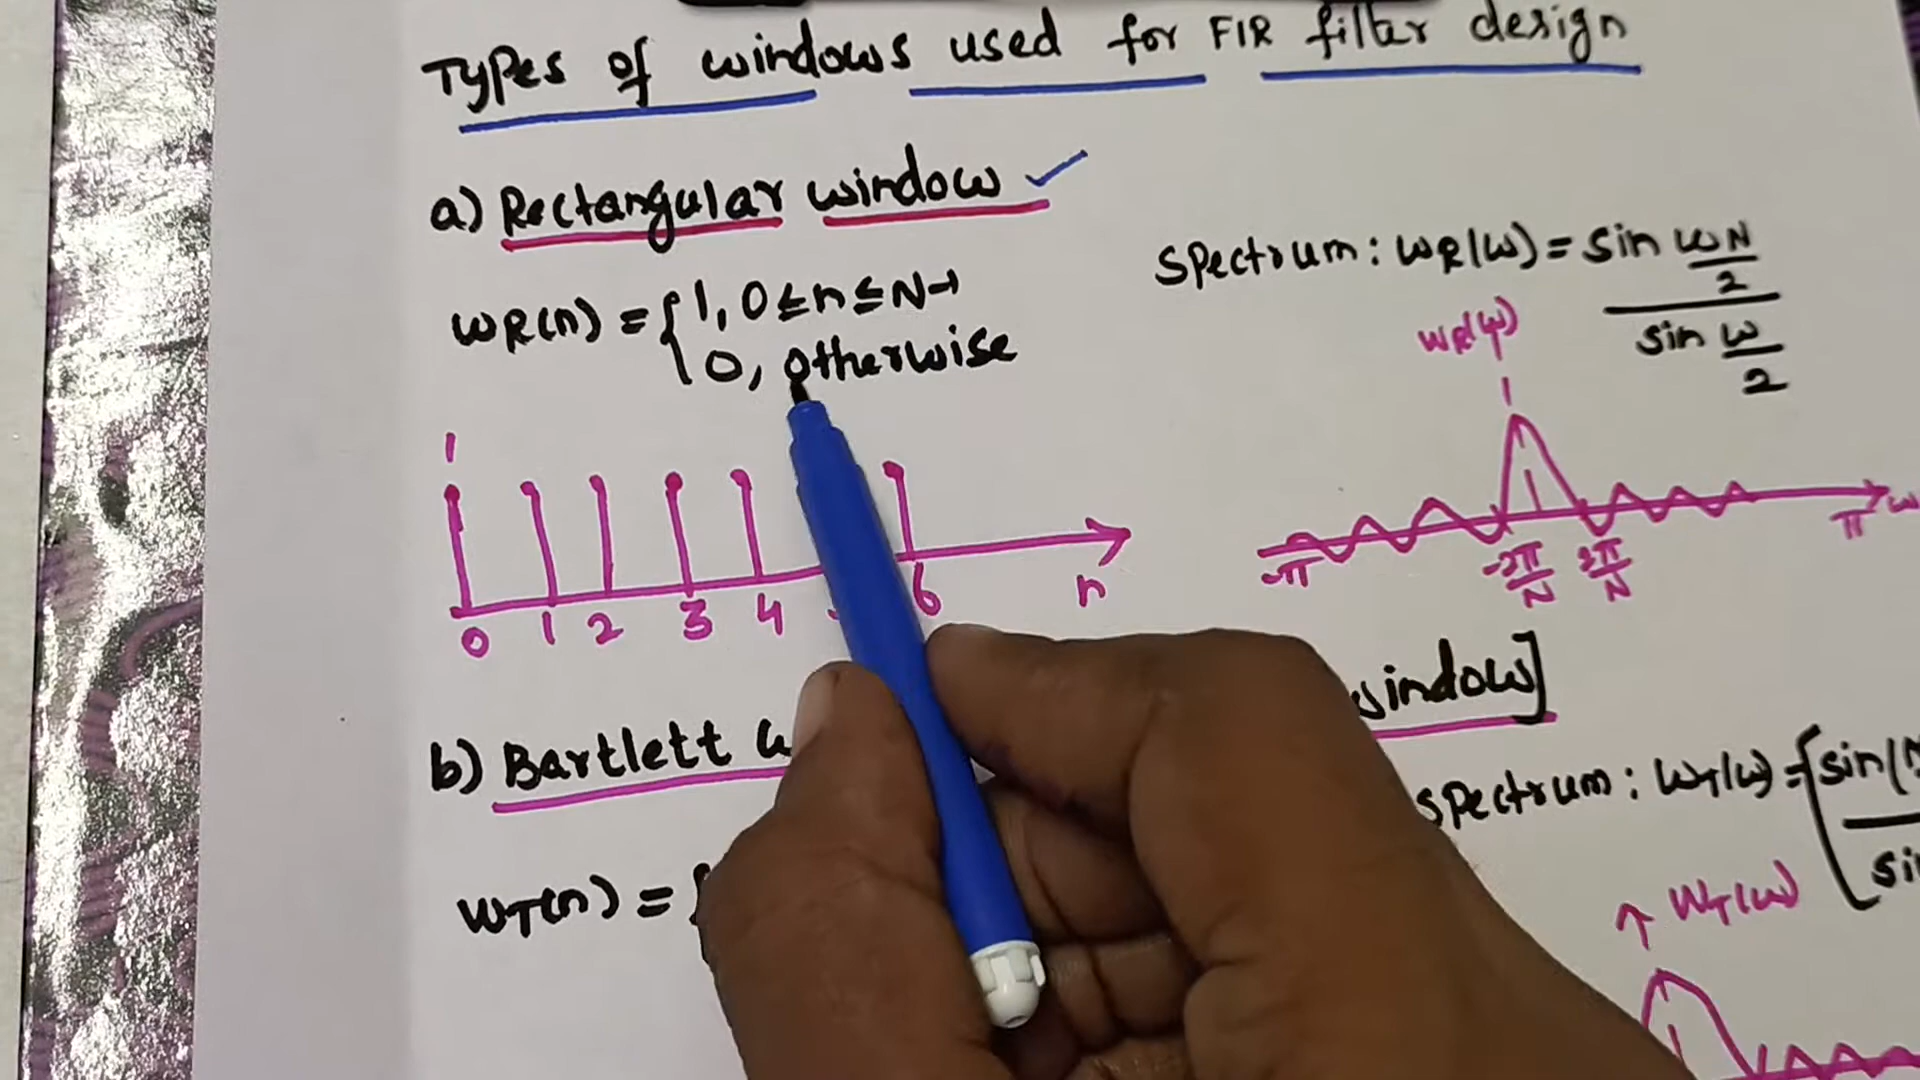 Types of windows used for FIR filter design
a) Rectangular window ✓
WR(n) = { 1, 0 ≤ n ≤ N-1
0, otherwise
Spectrum : WR(ω) = sin ωN/2
sin ω/2
WR(ω)
1
1
0 1 2 3 4 6 n
-π -2π/N 2π/N π ω
b) Bartlett window]
WT(n) = {
Spectrum : WT(ω) = [sin(
↑ WT(ω)